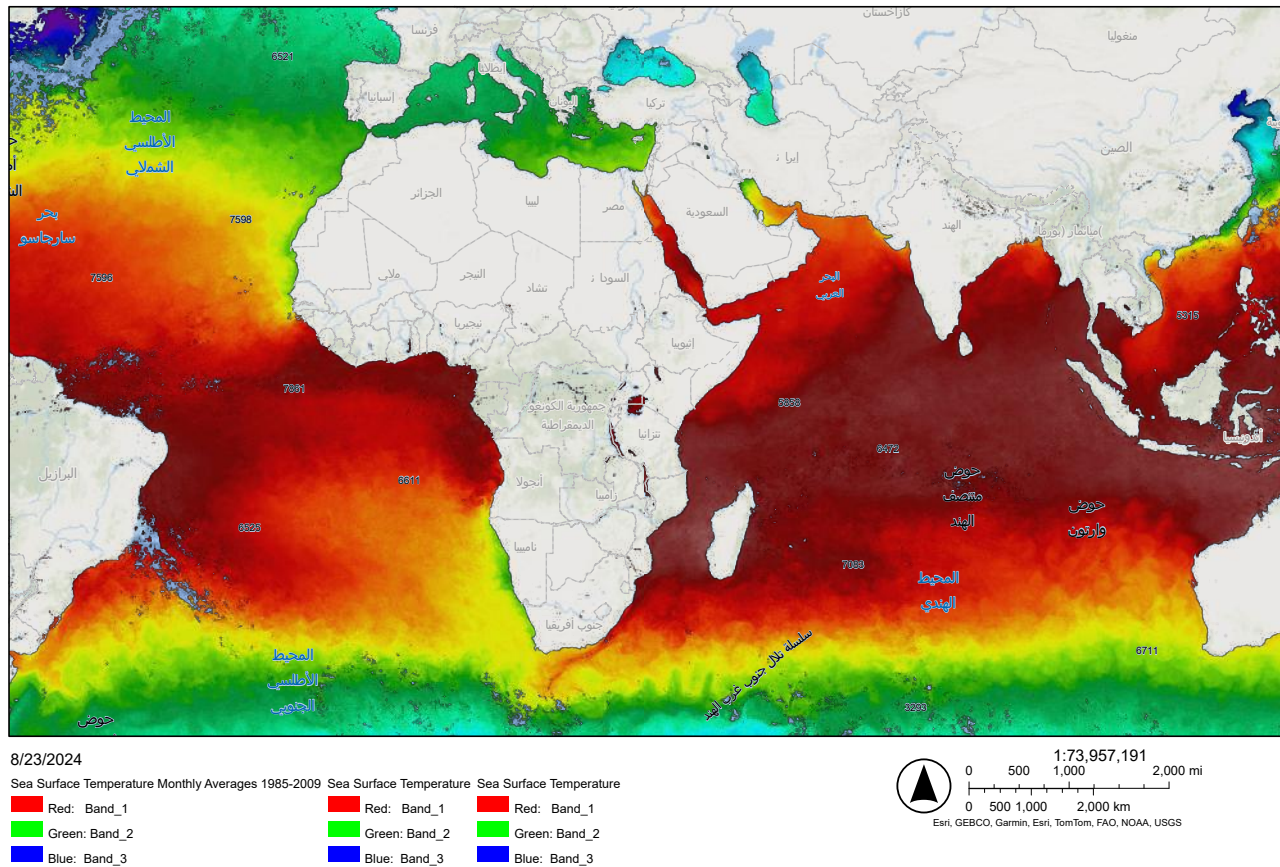 كازاخستان
فرنسا
منغوليا
6521
إيطاليا
إسبانيا
اليونان
تركيا
المحيط
الأطلسي
الشمالي
الصين
الجزائر
ليبيا
مصر
السعودية
الهند
ميانمار (بورما)
بحر
سارجاسو
7598
7596
مالي
النيجر
تشاد
البحر
العربي
5315
نيجيريا
إثيوبيا
7861
5858
جمهورية الكونغو
الديمقراطية
تنزانيا
أندونيسيا
6472
البرازيل
6611
أنجولا
زامبيا
حوض
منتصف
الهند
حوض
وارتون
6525
ناميبيا
7083
المحيط
الهندي
جنوب أفريقيا
سلسلة تلال جنوب غرب الهند
6711
المحيط
الأطلسي
الجنوبي
حوض
3293
8/23/2024
Sea Surface Temperature Monthly Averages 1985-2009 Sea Surface Temperature Sea Surface Temperature
Red: Band_1 Red: Band_1 Red: Band_1
Green: Band_2 Green: Band_2 Green: Band_2
Blue: Band_3 Blue: Band_3 Blue: Band_3
1:73,957,191
0 500 1,000 2,000 mi
0 500 1,000 2,000 km
Esri, GEBCO, Garmin, Esri, TomTom, FAO, NOAA, USGS